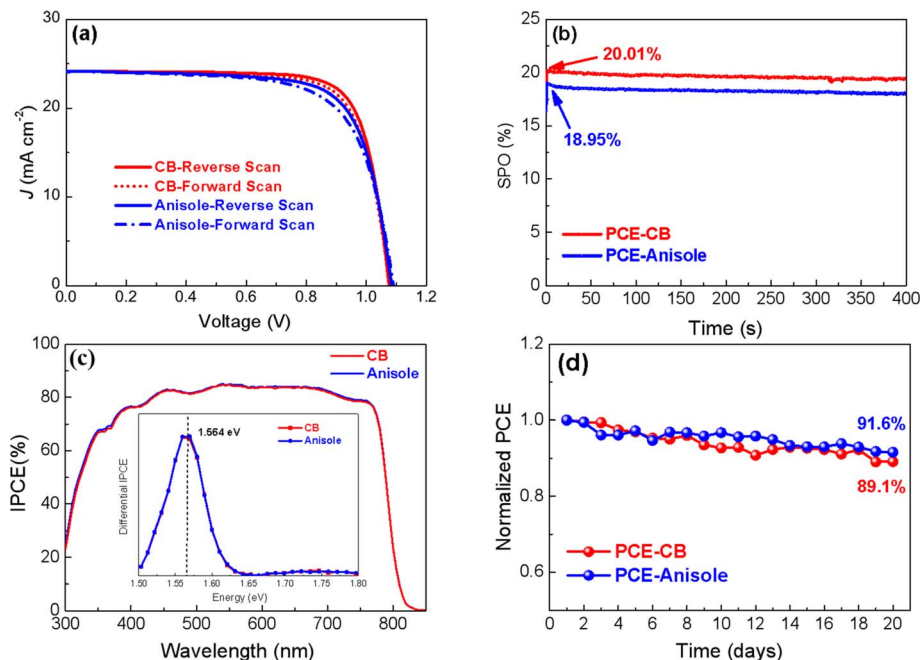 (a)
30
20
10
0
J (mA cm⁻²)
CB-Reverse Scan
CB-Forward Scan
Anisole-Reverse Scan
Anisole-Forward Scan
0.0 0.2 0.4 0.6 0.8 1.0 1.2
Voltage (V)
(b)
25
20
15
10
5
0
SPO (%)
20.01%
18.95%
PCE-CB
PCE-Anisole
0 50 100 150 200 250 300 350 400
Time (s)
(c)
100
80
60
40
20
0
IPCE(%)
CB
Anisole
1.564 eV
CB
Anisole
Differential IPCE
1.50 1.55 1.60 1.65 1.70 1.75 1.80
Energy (eV)
300 400 500 600 700 800
Wavelength (nm)
(d)
1.2
1.0
0.8
0.6
Normalized PCE
91.6%
89.1%
PCE-CB
PCE-Anisole
0 2 4 6 8 10 12 14 16 18 20
Time (days)